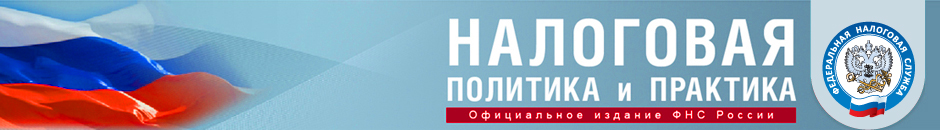 НАЛОГОВАЯ
ПОЛИТИКА и ПРАКТИКА
Официальное издание ФНС России
ФЕДЕРАЛЬНАЯ НАЛОГОВАЯ СЛУЖБА